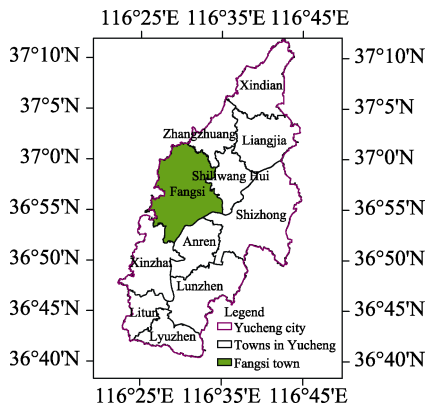 116°25'E 116°35'E 116°45'E
37°10'N 37°10'N
Xindian
37°5'N 37°5'N
Zhangzhuang
Liangjia
37°0'N 37°0'N
Shiliwang Hui
Fangsi
36°55'N 36°55'N
Shizhong
Anren
36°50'N 36°50'N
Xinzhai
Lunzhen
36°45'N 36°45'N
Litun
Legend
Yucheng city
Lyuzhen
Towns in Yucheng
36°40'N 36°40'N
Fangsi town
116°25'E 116°35'E 116°45'E